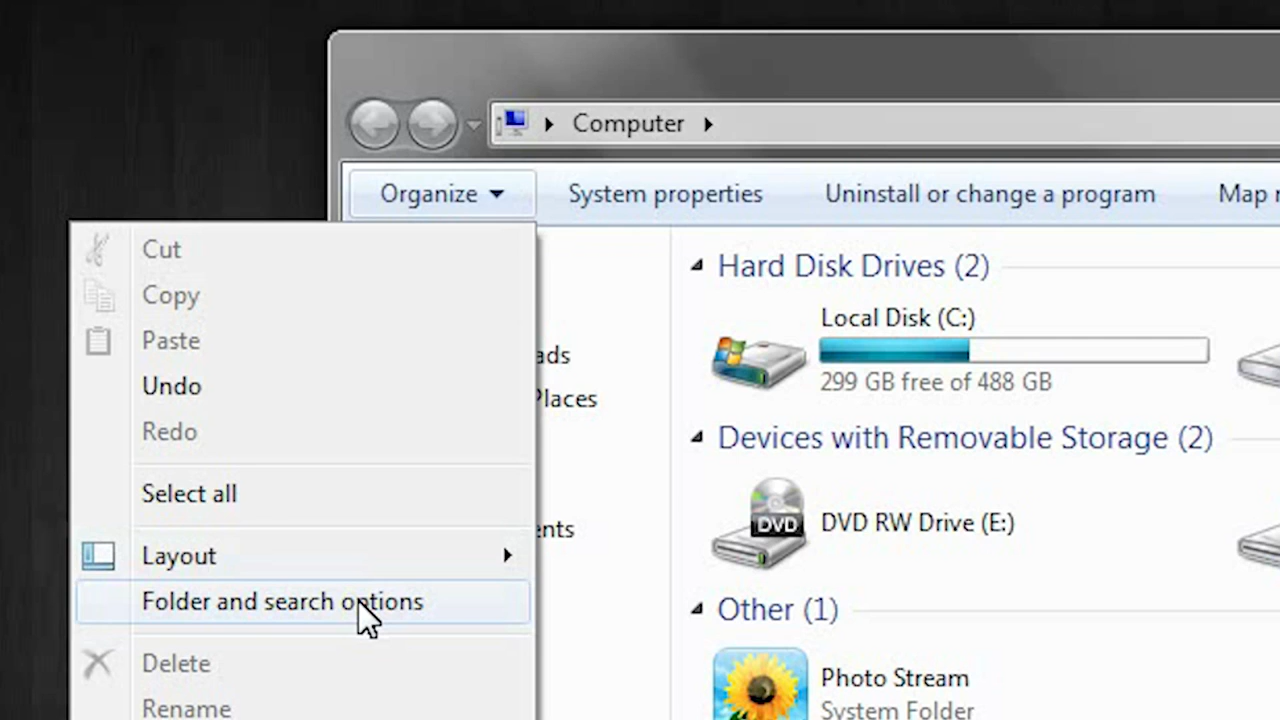 Computer
Organize
System properties
Uninstall or change a program
Map
Cut
Copy
Paste
Undo
Redo
Select all
Layout
Folder and search options
Delete
Rename
ads
Places
ents
Hard Disk Drives (2)
Local Disk (C:)
299 GB free of 488 GB
Devices with Removable Storage (2)
DVD
DVD RW Drive (E:)
Other (1)
Photo Stream
System Folder